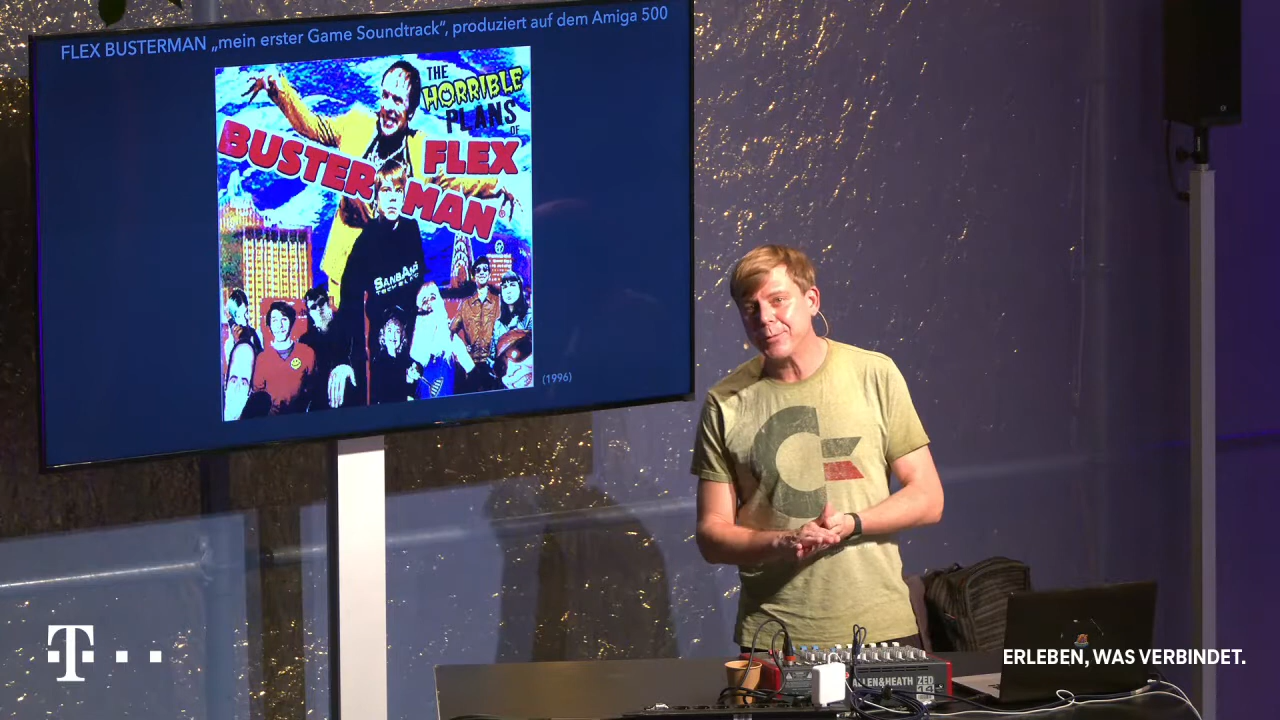 FLEX BUSTERMAN „mein erster Game Soundtrack“, produziert auf dem Amiga 500
THE
HORRIBLE
PLANS
OF
BUSTER FLEX
MAN
(1996)
T
ERLEBEN, WAS VERBINDET.
ALLEN&HEATH ZED